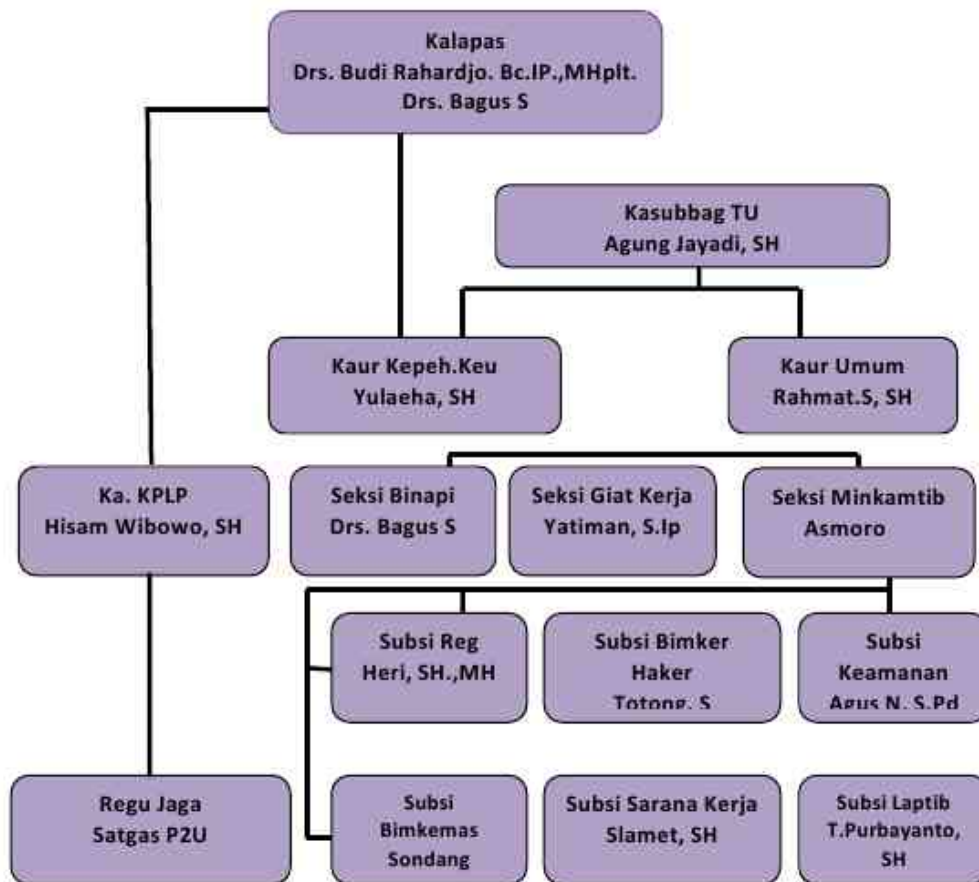 Kalapas
Drs. Budi Rahardjo. Bc.IP.,MHplt.
Drs. Bagus S
Kasubbag TU
Agung Jayadi, SH
Kaur Kepeh.Keu
Yulaeha, SH
Kaur Umum
Rahmat.S, SH
Ka. KPLP
Hisam Wibowo, SH
Seksi Binapi
Drs. Bagus S
Seksi Giat Kerja
Yatiman, S.Ip
Seksi Minkamtib
Asmoro
Subsi Reg
Heri, SH.,MH
Subsi Bimker
Haker
Totong. S
Subsi
Keamanan
Agus N. S.Pd
Regu Jaga
Satgas P2U
Subsi
Bimkemas
Sondang
Subsi Sarana Kerja
Slamet, SH
Subsi Laptib
T.Purbayanto,
SH